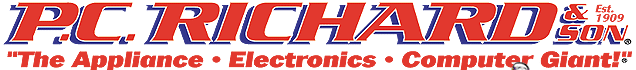 P.C. RICHARD & SON® Est. 1909
"The Appliance • Electronics • Computer Giant!"®